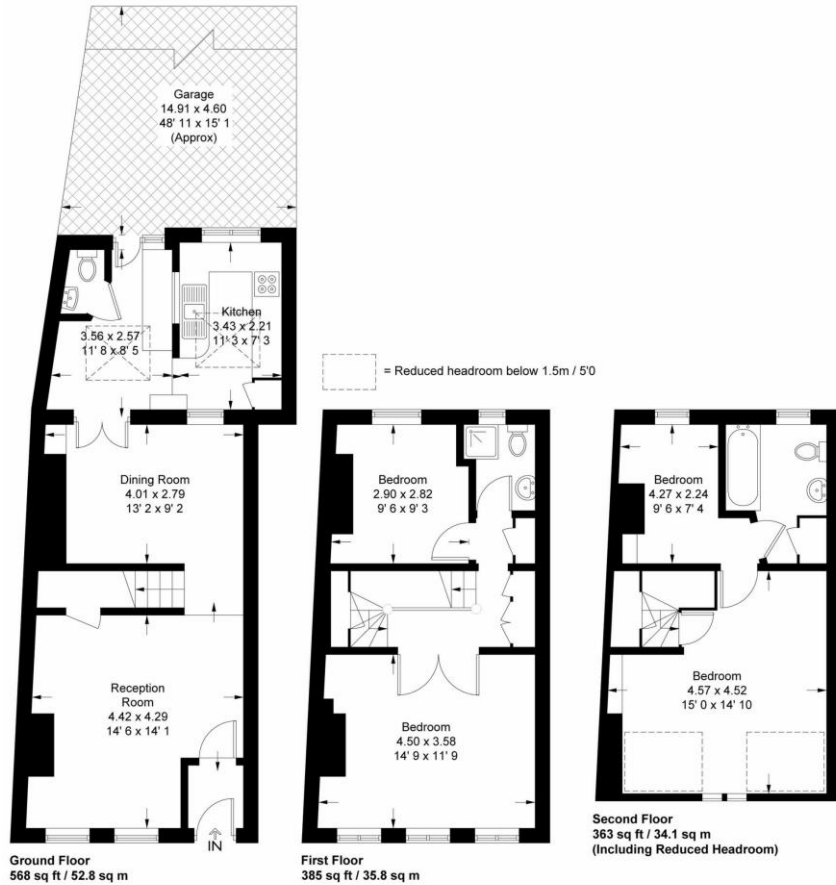 Garage
14.91 x 4.60
48' 11 x 15' 1
(Approx)
Kitchen
3.43 x 2.21
11' 3 x 7' 3
3.56 x 2.57
11' 8 x 8' 5
= Reduced headroom below 1.5m / 5'0
Dining Room
4.01 x 2.79
13' 2 x 9' 2
Bedroom
2.90 x 2.82
9' 6 x 9' 3
Bedroom
4.27 x 2.24
9' 6 x 7' 4
Reception
Room
4.42 x 4.29
14' 6 x 14' 1
Bedroom
4.50 x 3.58
14' 9 x 11' 9
Bedroom
4.57 x 4.52
15' 0 x 14' 10
IN
Ground Floor
568 sq ft / 52.8 sq m
First Floor
385 sq ft / 35.8 sq m
Second Floor
363 sq ft / 34.1 sq m
(Including Reduced Headroom)